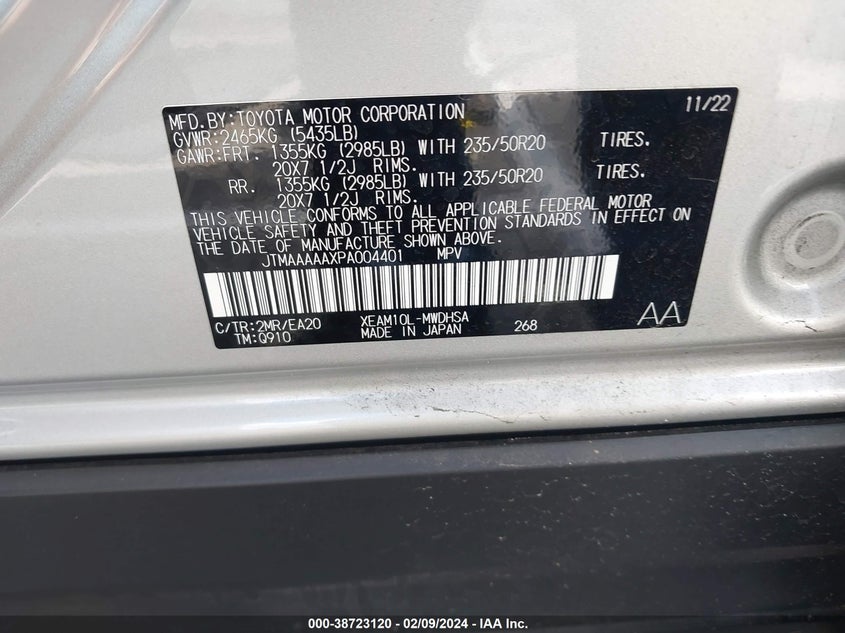 MFD.BY:TOYOTA MOTOR CORPORATION 11/22
GVWR:2465KG (5435LB)
GAWR:FRT. 1355KG (2985LB) WITH 235/50R20 TIRES.
20X7 1/2J RIMS.
RR. 1355KG (2985LB) WITH 235/50R20 TIRES.
20X7 1/2J RIMS.
THIS VEHICLE CONFORMS TO ALL APPLICABLE FEDERAL MOTOR
VEHICLE SAFETY AND THEFT PREVENTION STANDARDS IN EFFECT ON
THE DATE OF MANUFACTURE SHOWN ABOVE.
JTMAAAAAXPA004401 MPV
C/TR:2MR/EA20 XEAM10L-MWDHSA AA
TM:Q910 MADE IN JAPAN 268
000-38723120 - 02/09/2024 - IAA Inc.